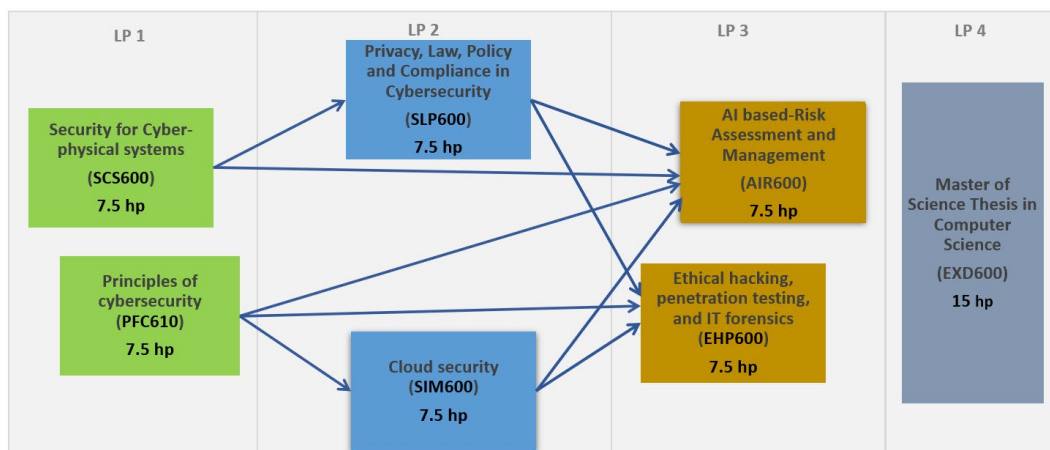 LP 1
Security for Cyber-
physical systems
(SCS600)
7.5 hp
Principles of
cybersecurity
(PFC610)
7.5 hp
LP 2
Privacy, Law, Policy
and Compliance in
Cybersecurity
(SLP600)
7.5 hp
Cloud security
(SIM600)
7.5 hp
LP 3
AI based-Risk
Assessment and
Management
(AIR600)
7.5 hp
Ethical hacking,
penetration testing,
and IT forensics
(EHP600)
7.5 hp
LP 4
Master of
Science Thesis in
Computer
Science
(EXD600)
15 hp